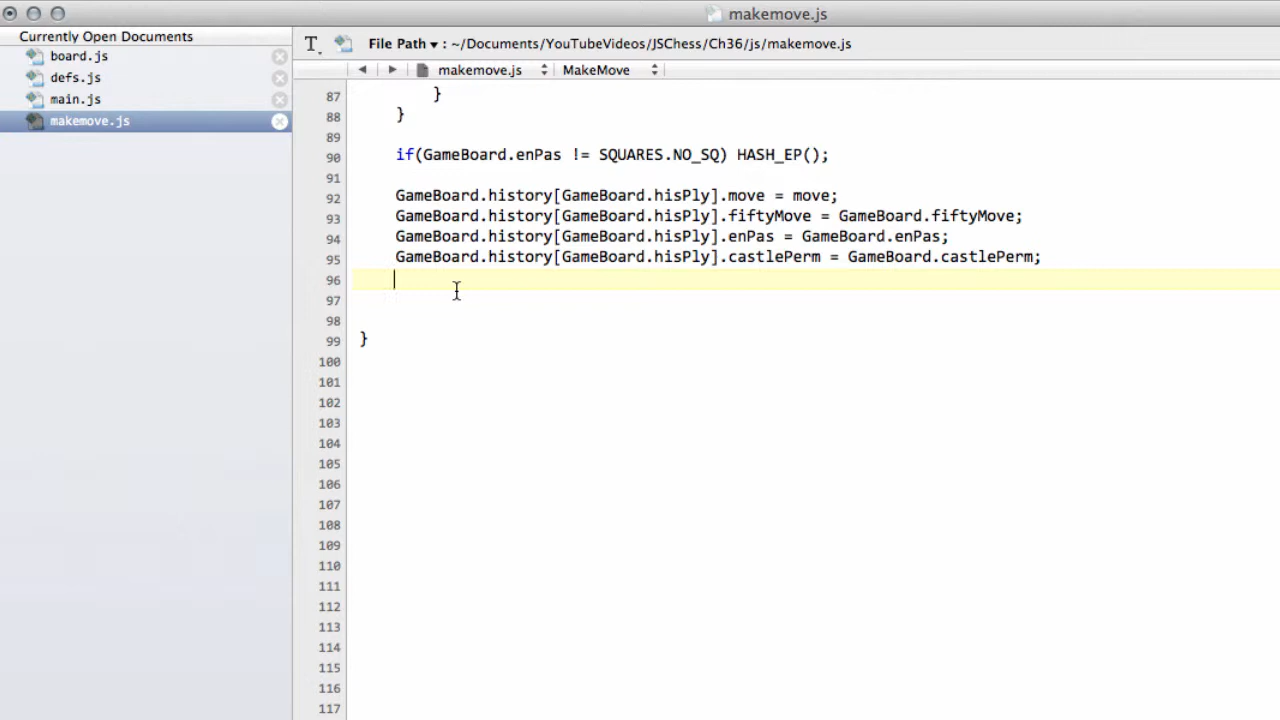 makemove.js
Currently Open Documents
board.js
defs.js
main.js
makemove.js
T. File Path ▾ : ~/Documents/YouTubeVideos/JSChess/Ch36/js/makemove.js
makemove.js MakeMove
87 }
88 }
89
90 if(GameBoard.enPas != SQUARES.NO_SQ) HASH_EP();
91
92 GameBoard.history[GameBoard.hisPly].move = move;
93 GameBoard.history[GameBoard.hisPly].fiftyMove = GameBoard.fiftyMove;
94 GameBoard.history[GameBoard.hisPly].enPas = GameBoard.enPas;
95 GameBoard.history[GameBoard.hisPly].castlePerm = GameBoard.castlePerm;
96
97
98
99 }
100
101
102
103
104
105
106
107
108
109
110
111
112
113
114
115
116
117